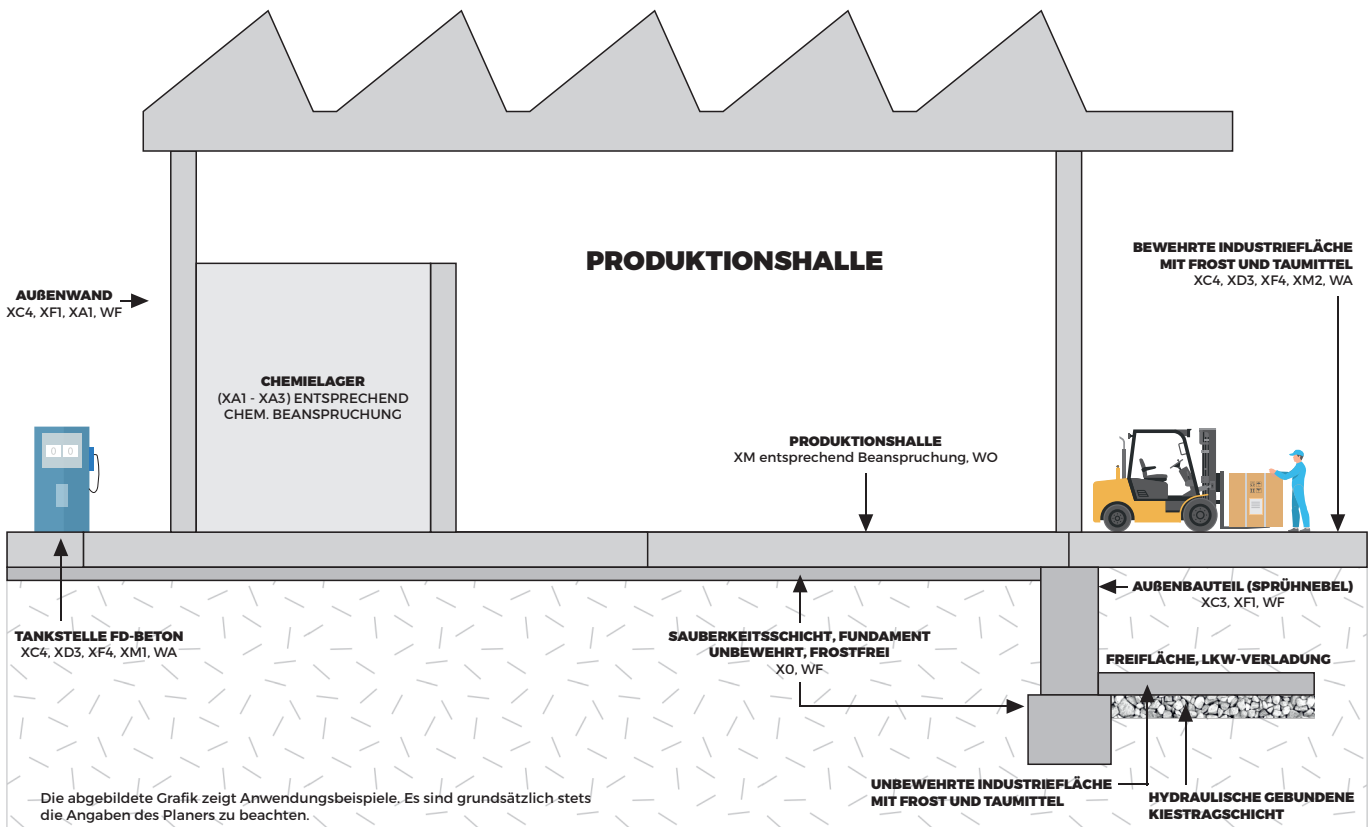 PRODUKTIONSHALLE
BEWEHRTE INDUSTRIEFLÄCHE
MIT FROST UND TAUMITTEL
XC4, XD3, XF4, XM2, WA
AUßENWAND
XC4, XF1, XA1, WF
CHEMIELAGER
(XA1 - XA3) ENTSPRECHEND
CHEM. BEANSPRUCHUNG
PRODUKTIONSHALLE
XM entsprechend Beanspruchung, WO
0 0
AUßENBAUTEIL (SPRÜHNEBEL)
XC3, XF1, WF
TANKSTELLE FD-BETON
XC4, XD3, XF4, XM1, WA
SAUBERKEITSSCHICHT, FUNDAMENT
UNBEWEHRT, FROSTFREI
X0, WF
FREIFLÄCHE, LKW-VERLADUNG
UNBEWEHRTE INDUSTRIEFLÄCHE
MIT FROST UND TAUMITTEL
HYDRAULISCHE GEBUNDENE
KIESTRAGSCHICHT
Die abgebildete Grafik zeigt Anwendungsbeispiele. Es sind grundsätzlich stets
die Angaben des Planers zu beachten.